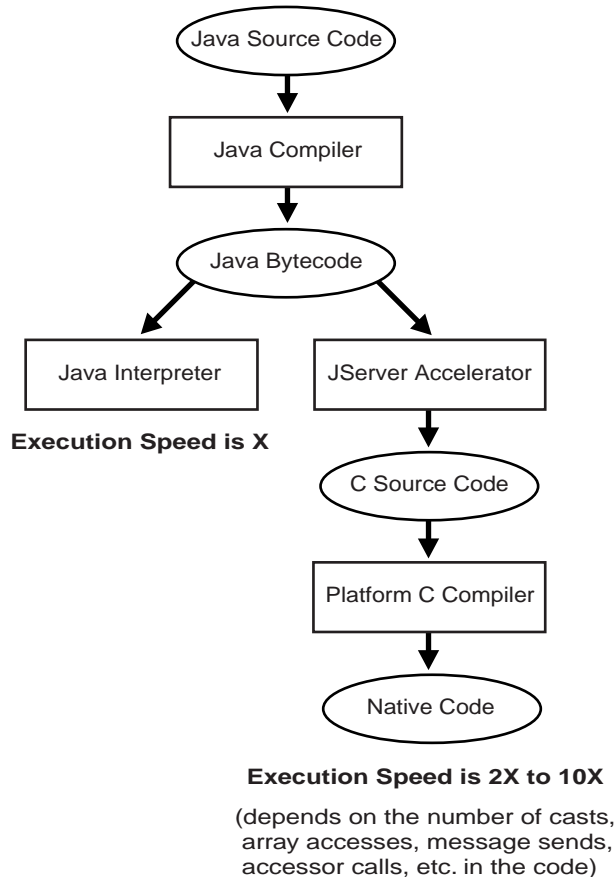 Java Source Code
Java Compiler
Java Bytecode
Java Interpreter
JServer Accelerator
Execution Speed is X
C Source Code
Platform C Compiler
Native Code
Execution Speed is 2X to 10X
(depends on the number of casts,
array accesses, message sends,
accessor calls, etc. in the code)